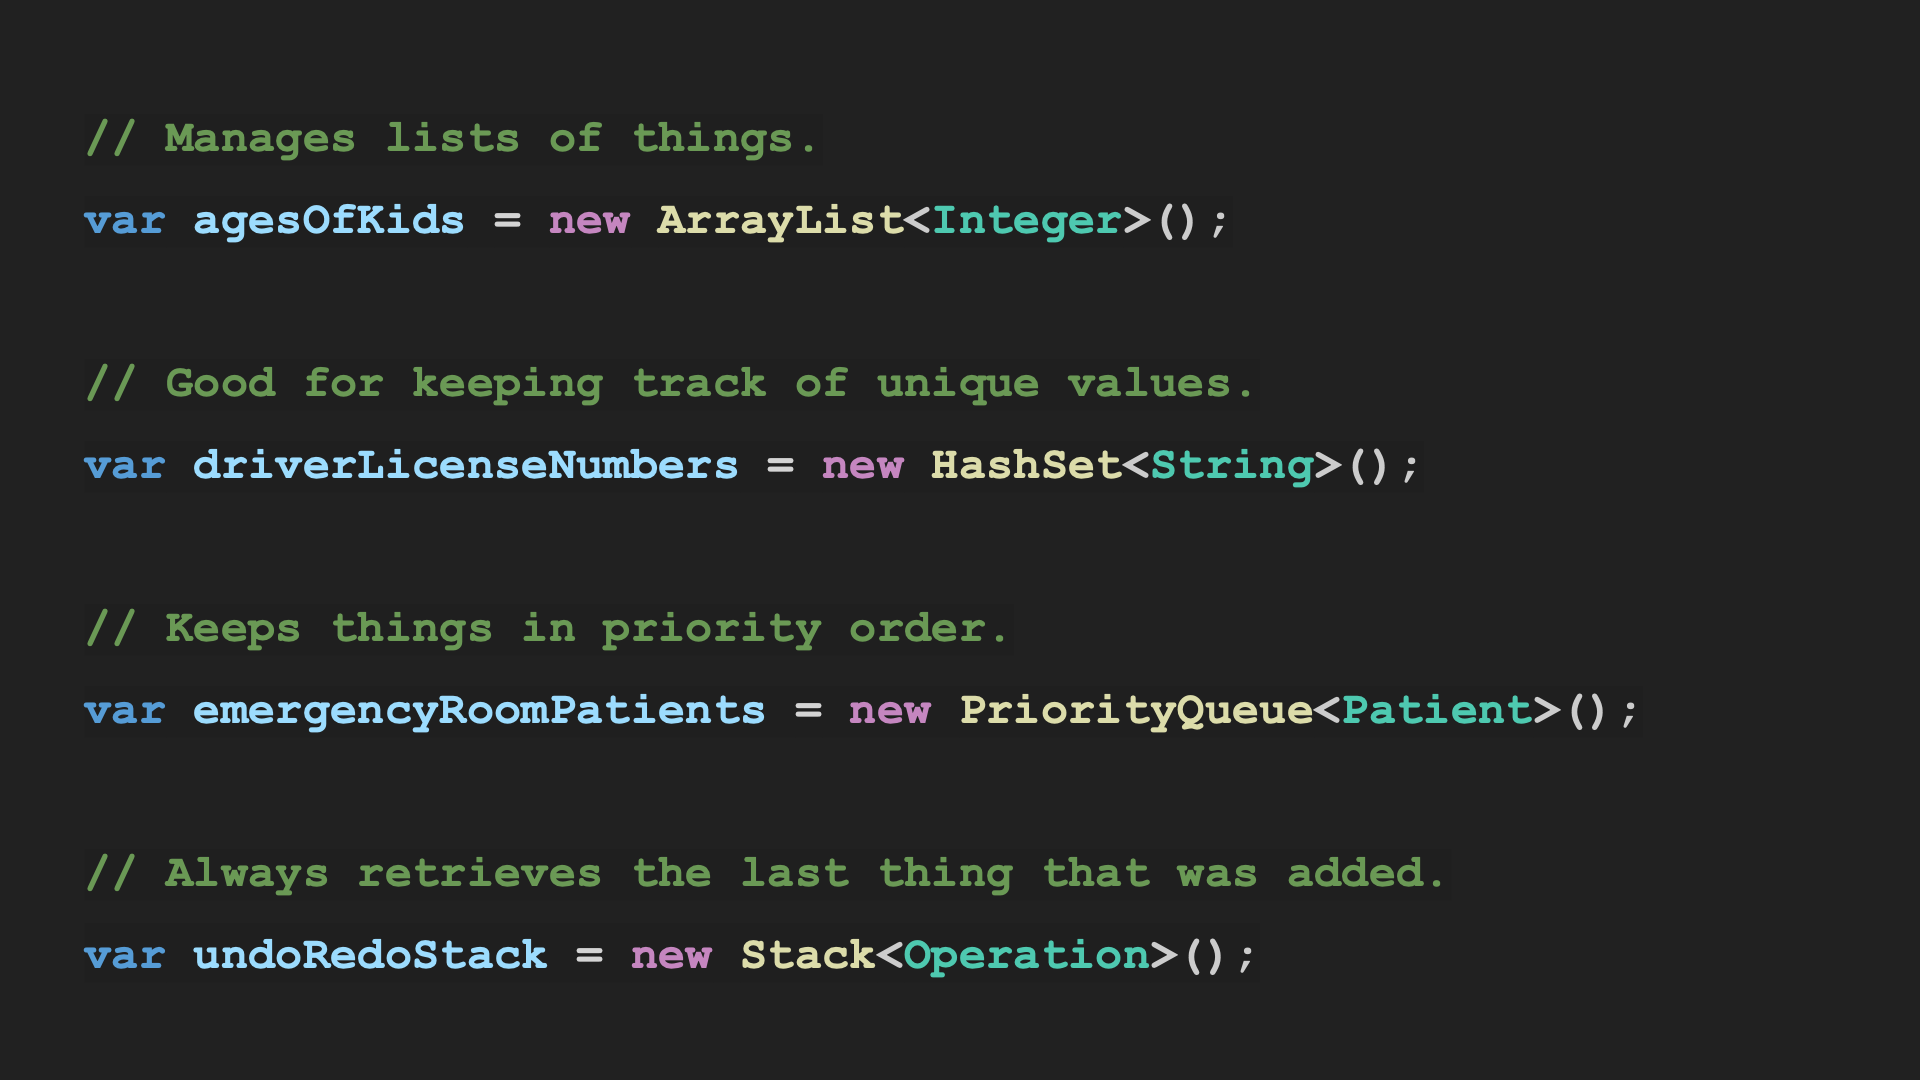 // Manages lists of things.
var agesOfKids = new ArrayList<Integer>();
// Good for keeping track of unique values.
var driverLicenseNumbers = new HashSet<String>();
// Keeps things in priority order.
var emergencyRoomPatients = new PriorityQueue<Patient>();
// Always retrieves the last thing that was added.
var undoRedoStack = new Stack<Operation>();